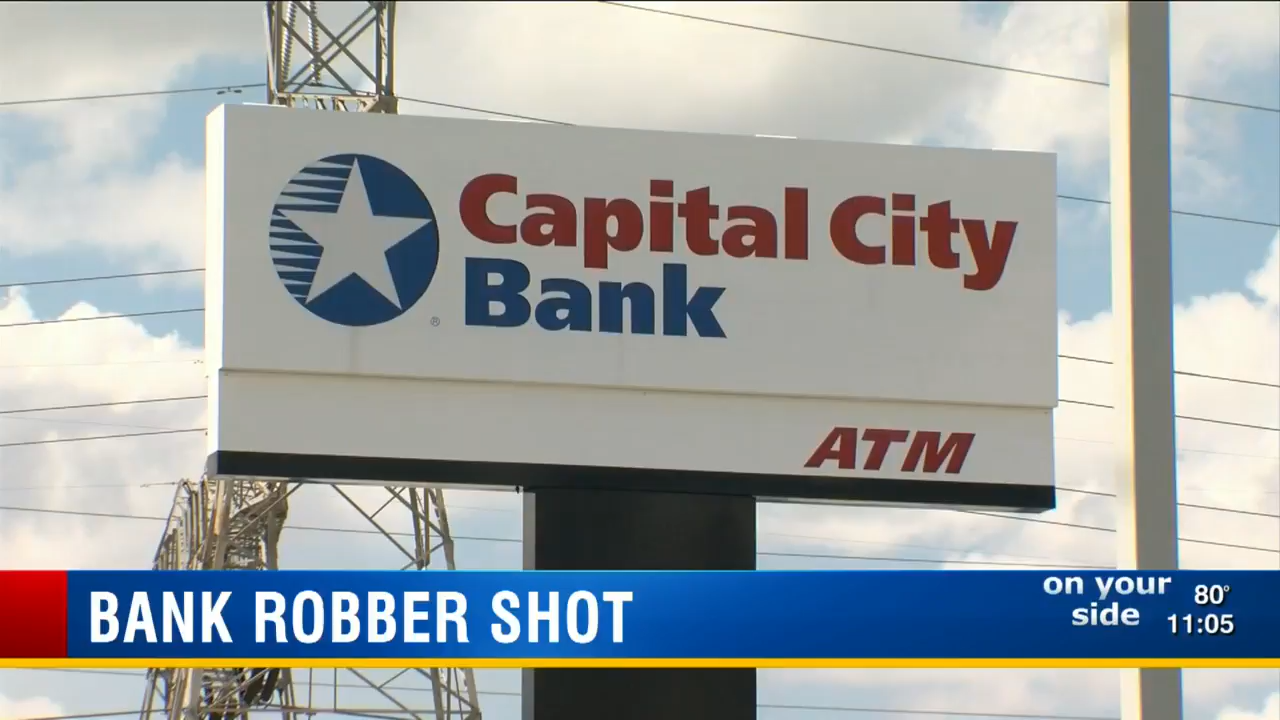 Capital City
Bank
®
ATM
BANK ROBBER SHOT
on your
side
80°
11:05